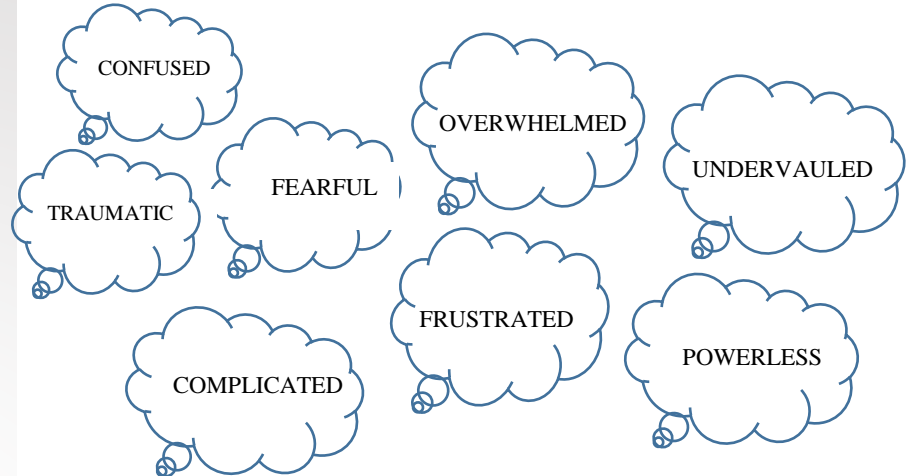 CONFUSED
OVERWHELMED
UNDERVAULED
FEARFUL
TRAUMATIC
FRUSTRATED
POWERLESS
COMPLICATED